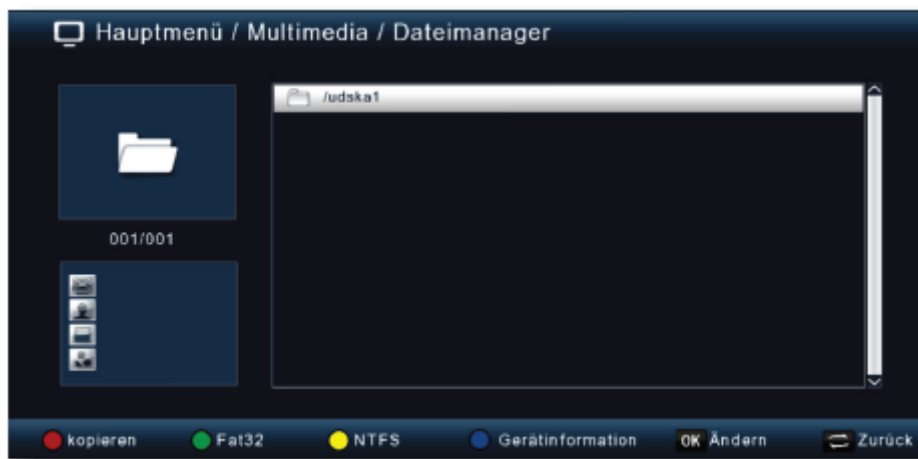 Hauptmenü / Multimedia / Dateimanager
/udska1
001/001
kopieren Fat32 NTFS Gerätinformation OK Ändern Zurück